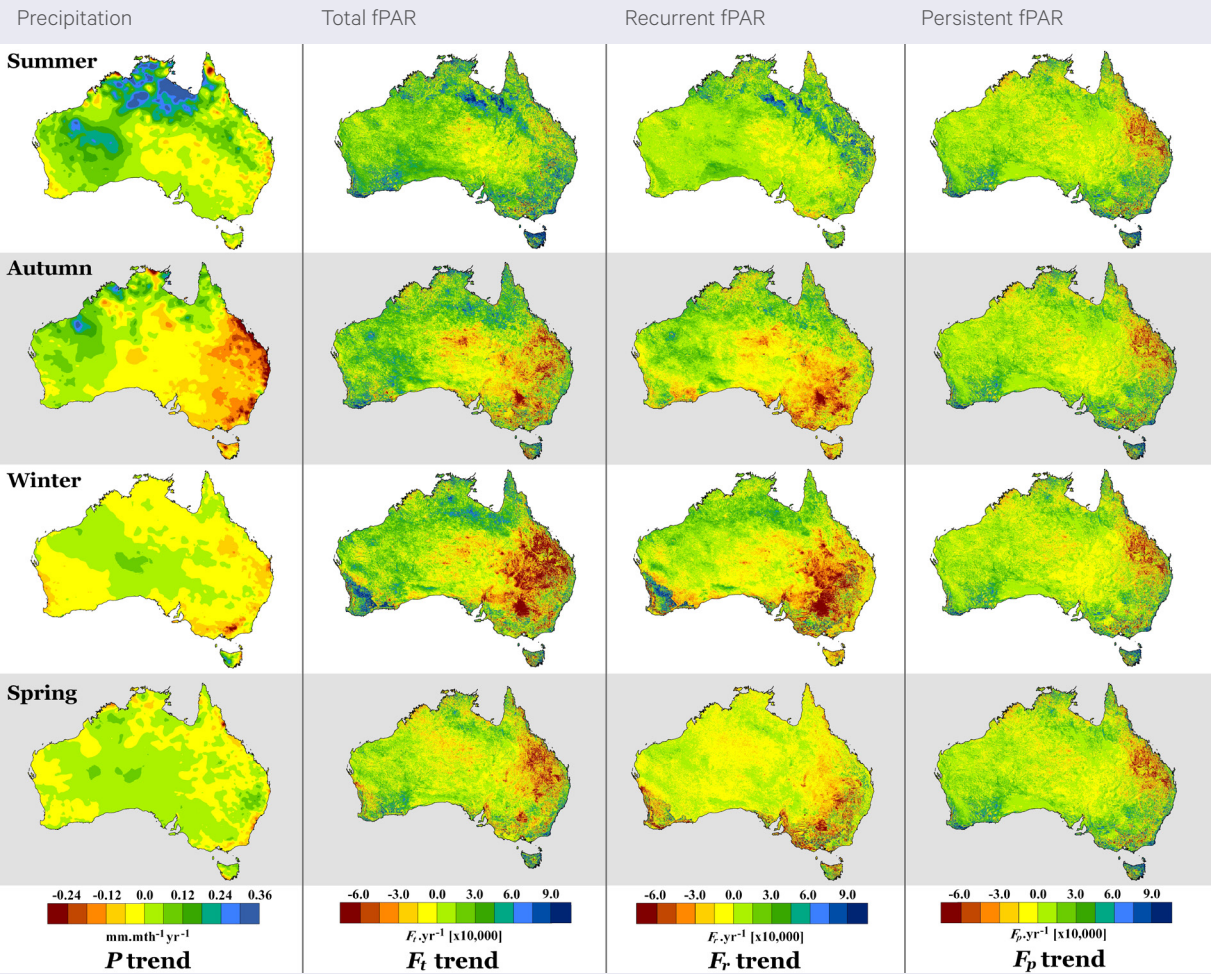 Precipitation Total fPAR Recurrent fPAR Persistent fPAR
Summer
Autumn
Winter
Spring
-0.24 -0.12 0.0 0.12 0.24 0.36
mm.mth⁻¹ yr⁻¹
P trend
-6.0 -3.0 0.0 3.0 6.0 9.0
Fₜ.yr⁻¹ [x10,000]
Fₜ trend
-6.0 -3.0 0.0 3.0 6.0 9.0
Fᵣ.yr⁻¹ [x10,000]
Fᵣ trend
-6.0 -3.0 0.0 3.0 6.0 9.0
Fₚ.yr⁻¹ [x10,000]
Fₚ trend